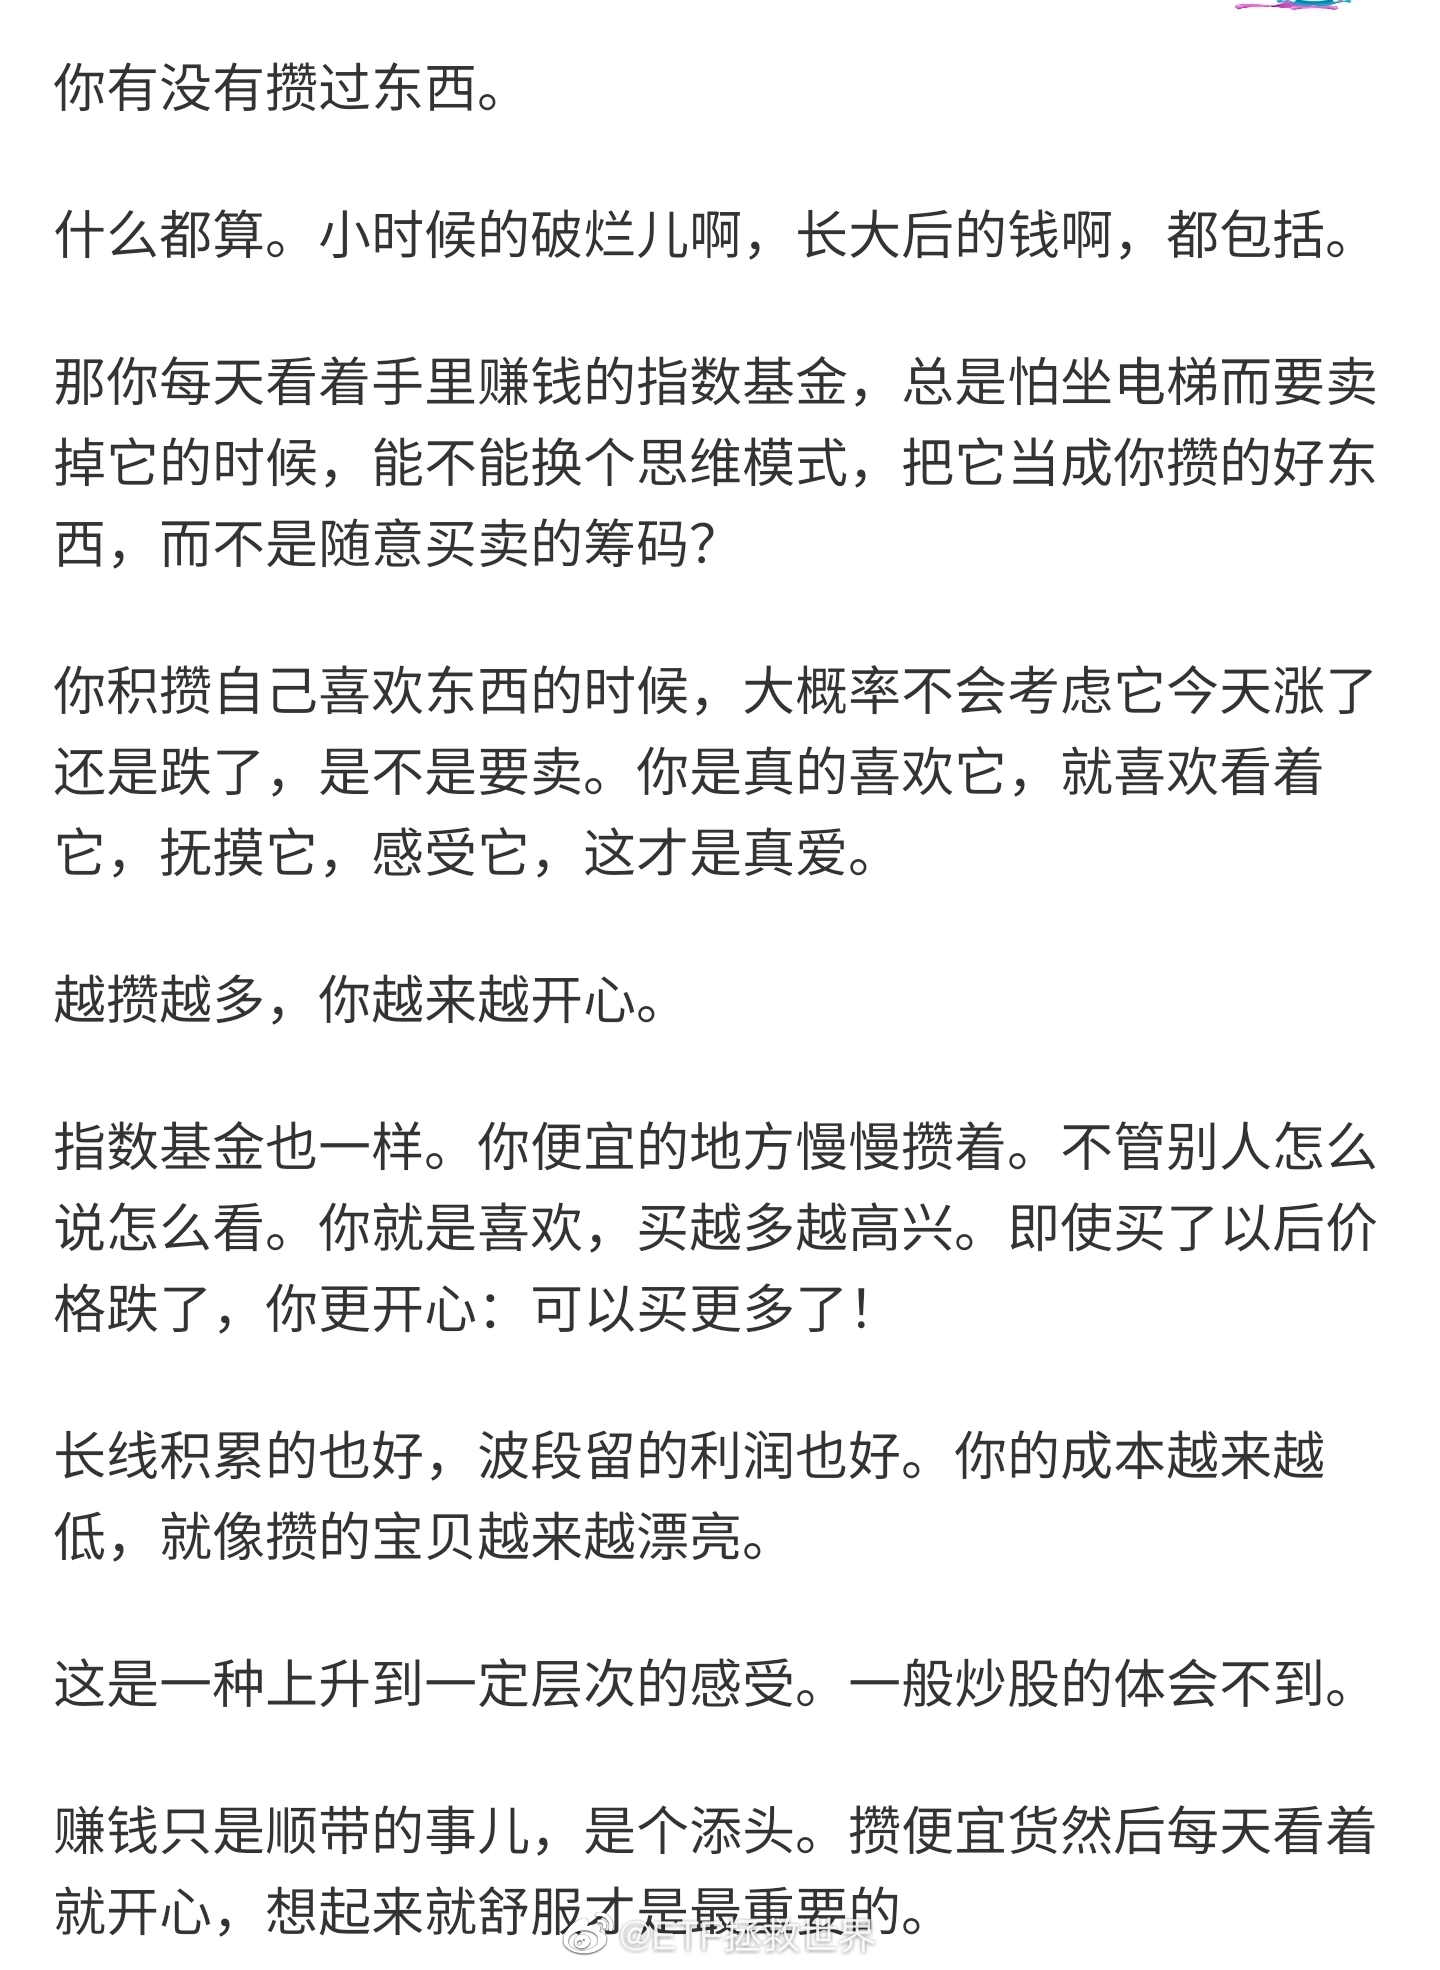 你有没有攒过东西。
什么都算。小时候的破烂儿啊，长大后的钱啊，都包括。
那你每天看着手里赚钱的指数基金，总是怕坐电梯而要卖
掉它的时候，能不能换个思维模式，把它当成你攒的好东
西，而不是随意买卖的筹码？
你积攒自己喜欢东西的时候，大概率不会考虑它今天涨了
还是跌了，是不是要卖。你是真的喜欢它，就喜欢看着
它，抚摸它，感受它，这才是真爱。
越攒越多，你越来越开心。
指数基金也一样。你便宜的地方慢慢攒着。不管别人怎么
说怎么看。你就是喜欢，买越多越高兴。即使买了以后价
格跌了，你更开心：可以买更多了！
长线积累的也好，波段留的利润也好。你的成本越来越
低，就像攒的宝贝越来越漂亮。
这是一种上升到一定层次的感受。一般炒股的体会不到。
赚钱只是顺带的事儿，是个添头。攒便宜货然后每天看着
就开心，想起来就舒服才是最重要的。
@ETF拯救世界